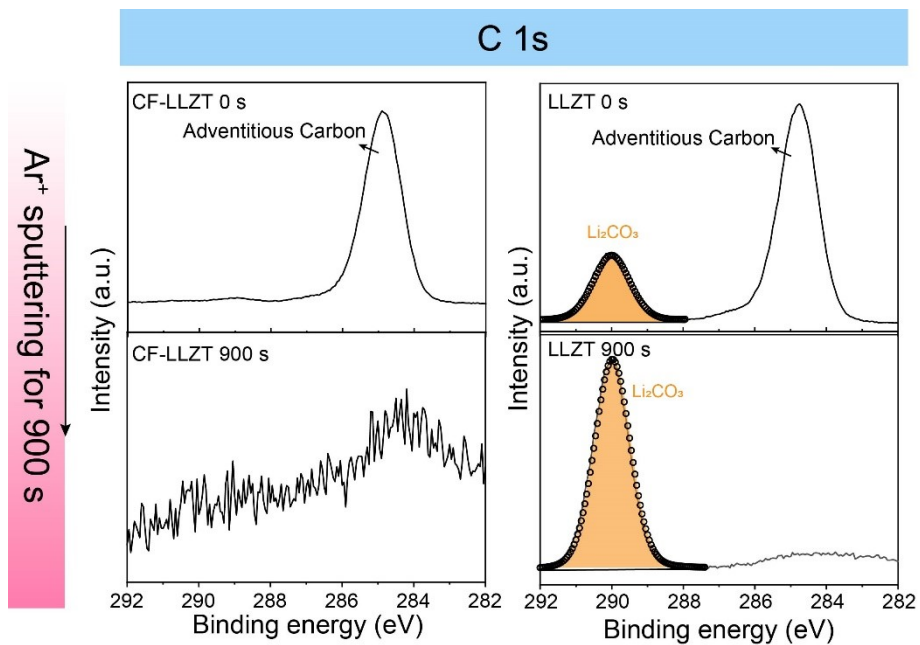 C 1s
Ar⁺ sputtering for 900 s
Intensity (a.u.)
CF-LLZT 0 s
Adventitious Carbon
CF-LLZT 900 s
292 290 288 286 284 282
Binding energy (eV)
Intensity (a.u.)
LLZT 0 s
Adventitious Carbon
Li₂CO₃
LLZT 900 s
Li₂CO₃
292 290 288 286 284 282
Binding energy (eV)